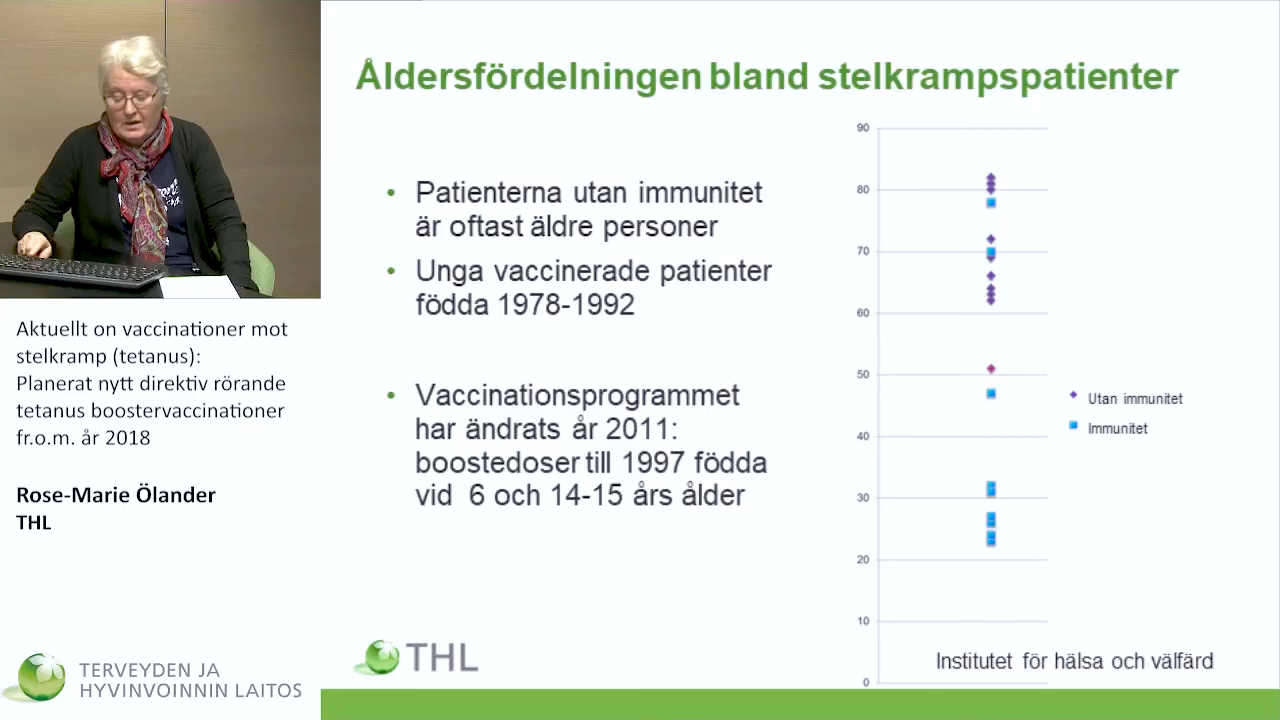 Åldersfördelningen bland stelkrampspatienter
• Patienterna utan immunitet
är oftast äldre personer
• Unga vaccinerade patienter
födda 1978-1992
• Vaccinationsprogrammet
har ändrats år 2011:
boostedoser till 1997 födda
vid 6 och 14-15 års ålder
90
80
70
60
50
40
30
20
10
0
Utan immunitet
Immunitet
Institutet för hälsa och välfärd
THL
Aktuellt on vaccinationer mot
stelkramp (tetanus):
Planerat nytt direktiv rörande
tetanus boostervaccinationer
fr.o.m. år 2018
Rose-Marie Ölander
THL
TERVEYDEN JA
HYVINVOINNIN LAITOS